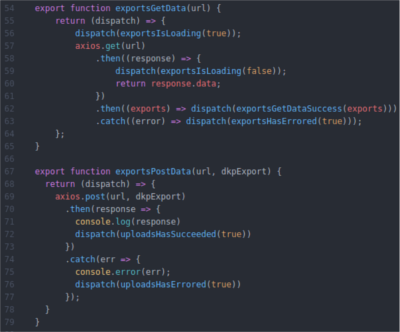 54 export function exportsGetData(url) {
55 return (dispatch) => {
56 dispatch(exportsIsLoading(true));
57 axios.get(url)
58 .then((response) => {
59 dispatch(exportsIsLoading(false));
60 return response.data;
61 })
62 .then((exports) => dispatch(exportsGetDataSuccess(exports)))
63 .catch((error) => dispatch(exportsHasErrored(true)));
64 };
65 }
66
67 export function exportsPostData(url, dkpExport) {
68 return (dispatch) => {
69 axios.post(url, dkpExport)
70 .then(response => {
71 console.log(response)
72 dispatch(uploadsHasSucceeded(true))
73 })
74 .catch(err => {
75 console.error(err);
76 dispatch(uploadsHasErrored(true))
77 });
78 }
79 }